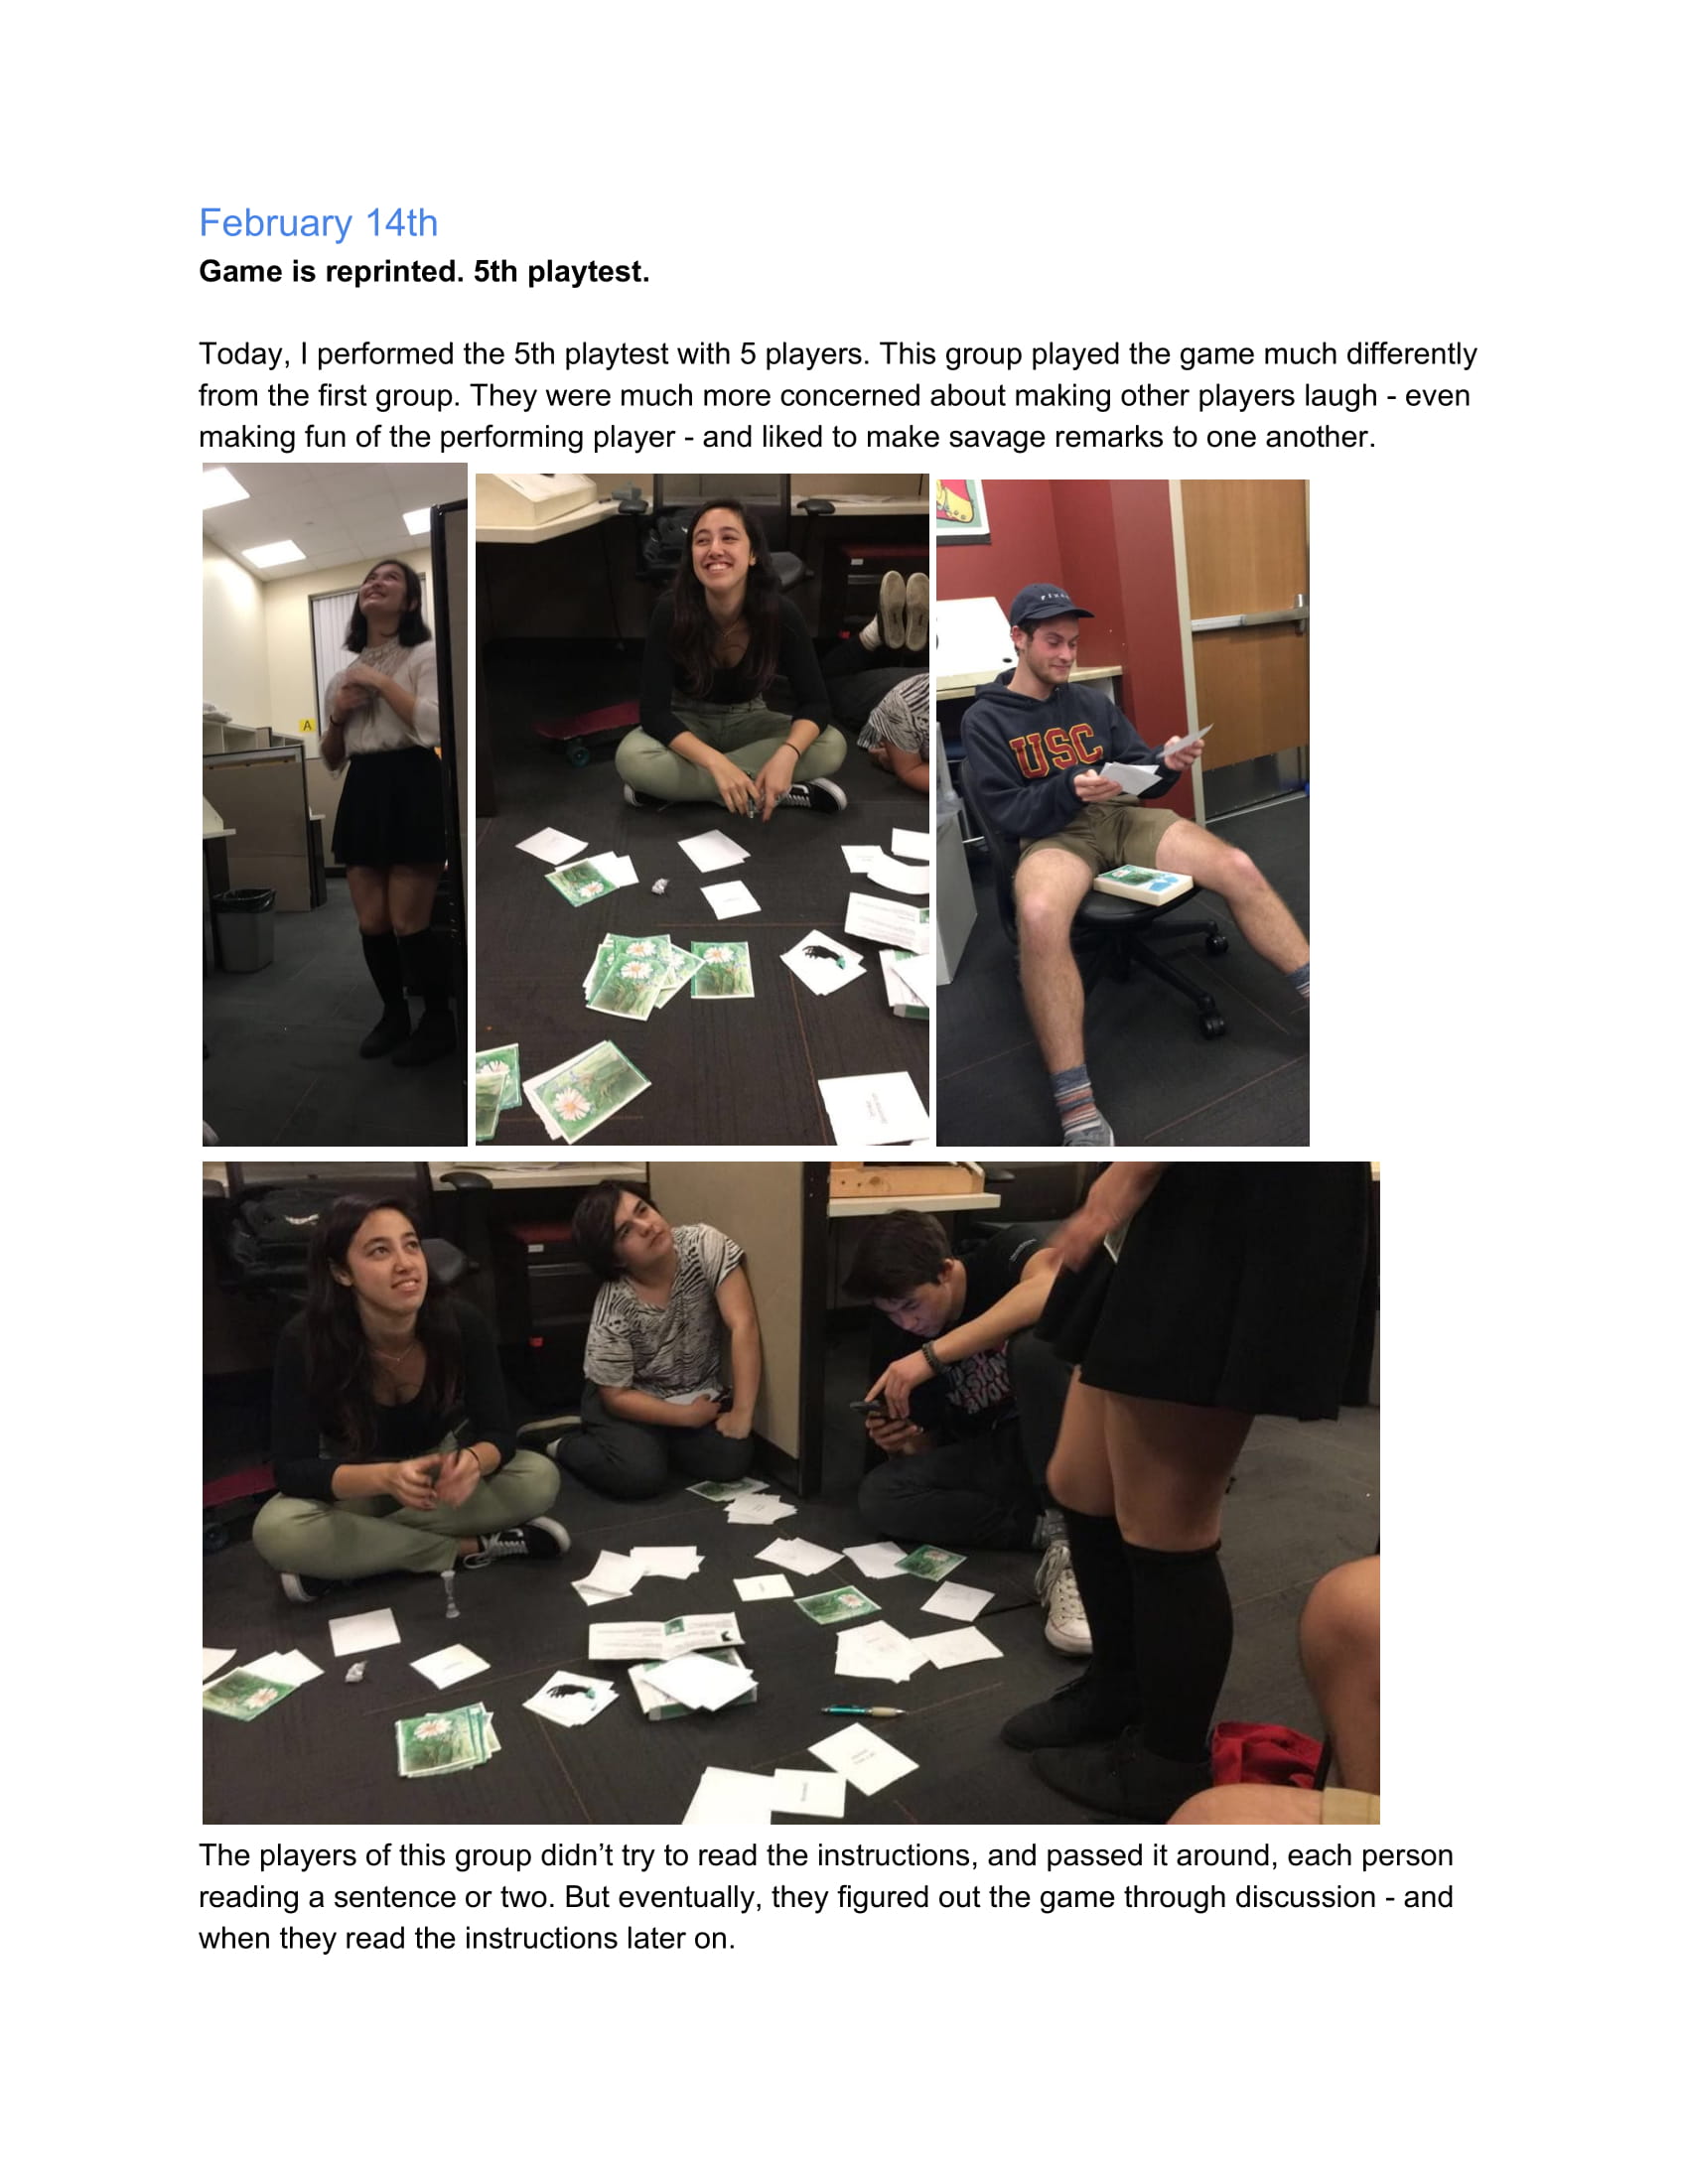 February 14th
Game is reprinted. 5th playtest.
Today, I performed the 5th playtest with 5 players. This group played the game much differently
from the first group. They were much more concerned about making other players laugh - even
making fun of the performing player - and liked to make savage remarks to one another.
A
USC
The players of this group didn’t try to read the instructions, and passed it around, each person
reading a sentence or two. But eventually, they figured out the game through discussion - and
when they read the instructions later on.